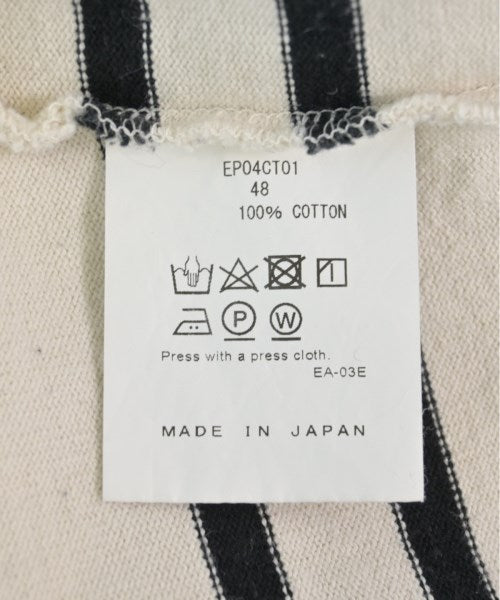 EP04CT01
48
100% COTTON
P W
Press with a press cloth.
EA-03E
MADE IN JAPAN